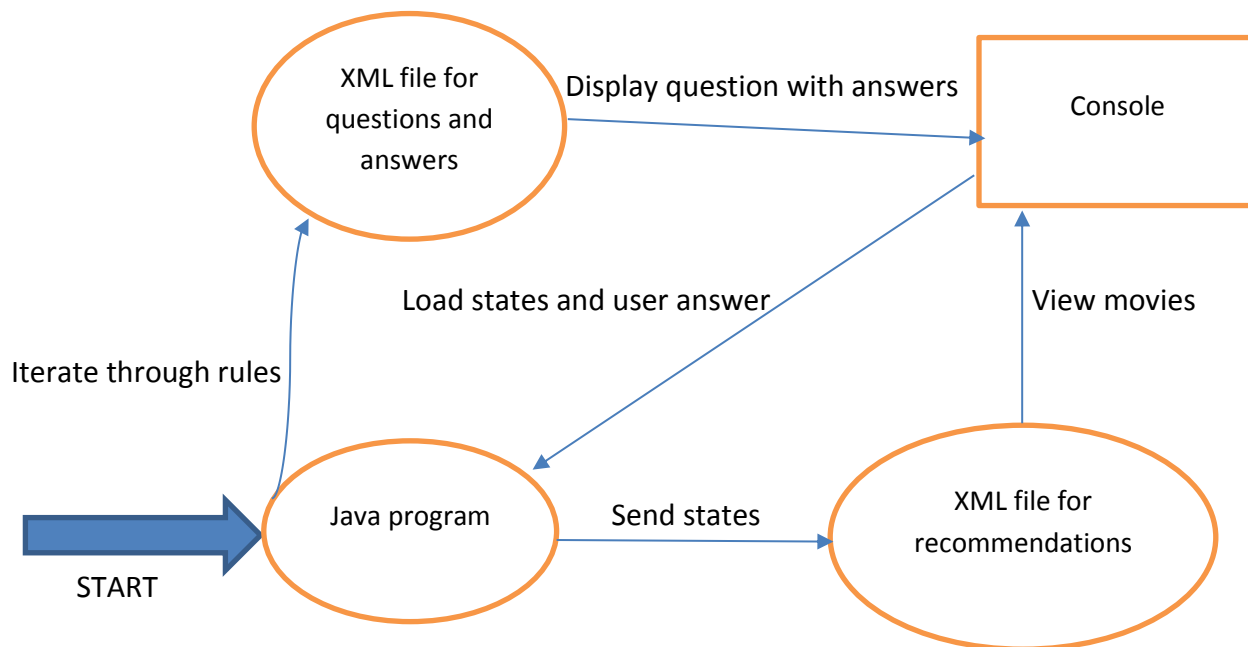 XML file for
questions and
answers
Display question with answers
Console
Load states and user answer
View movies
Iterate through rules
Java program
Send states
XML file for
recommendations
START